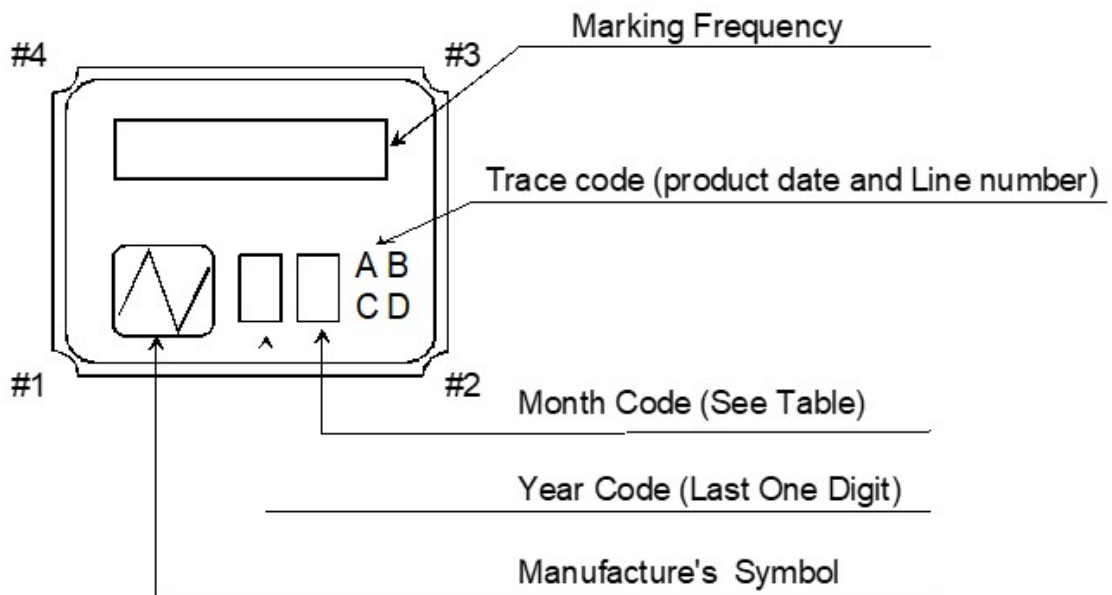 Marking Frequency
#4
#3
Trace code (product date and Line number)
A B
C D
#1
#2
Month Code (See Table)
Year Code (Last One Digit)
Manufacture's Symbol